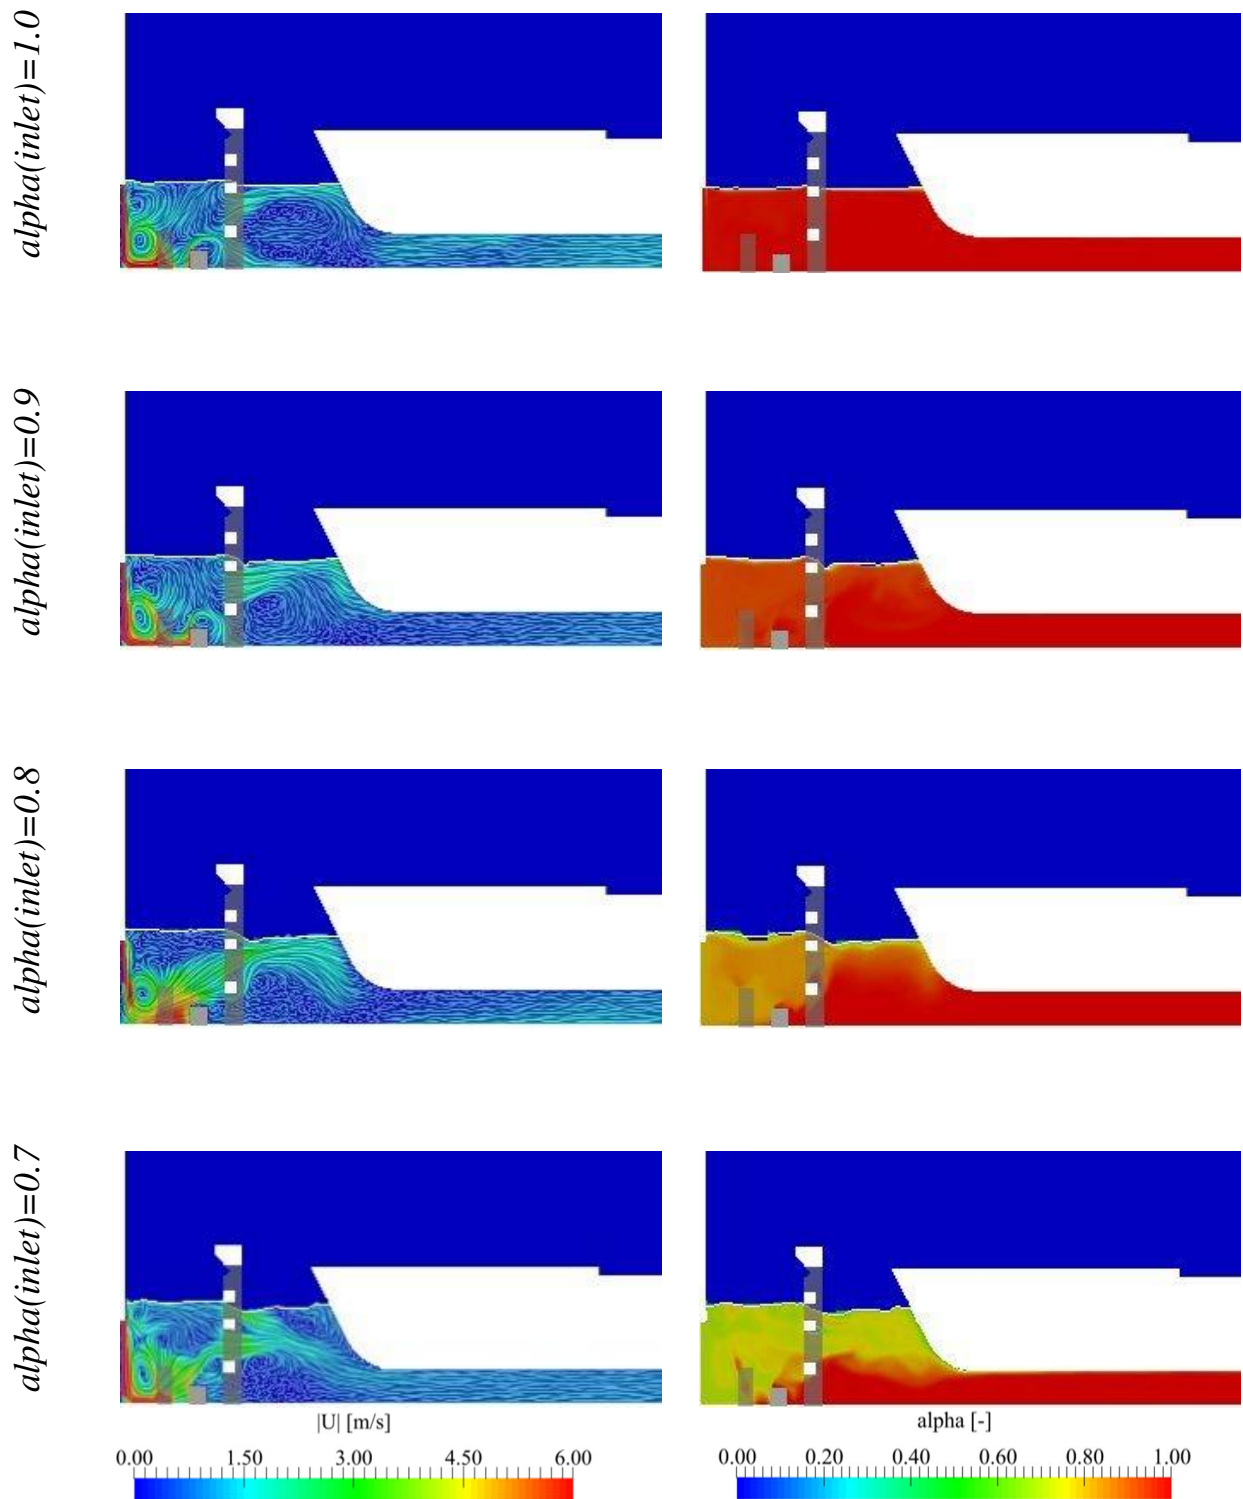 alpha(inlet)=1.0
alpha(inlet)=0.9
alpha(inlet)=0.8
alpha(inlet)=0.7
|U| [m/s]
0.00 1.50 3.00 4.50 6.00
alpha [-]
0.00 0.20 0.40 0.60 0.80 1.00